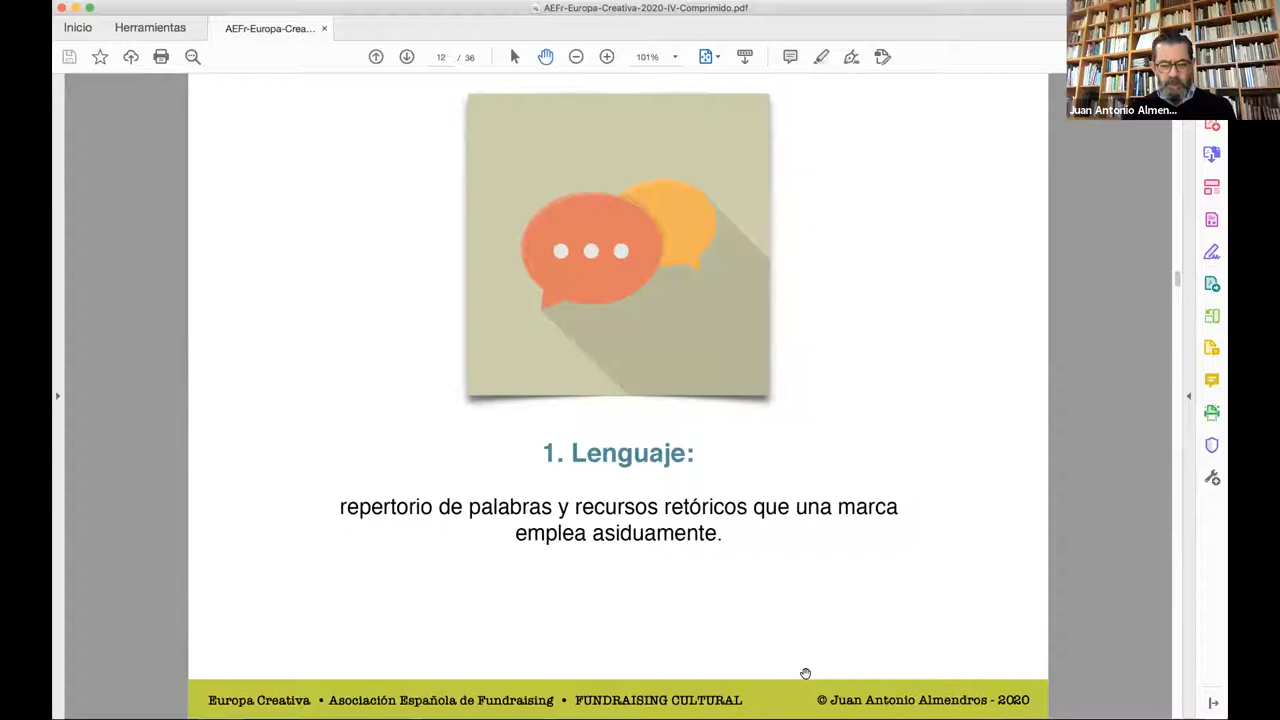 AEFr-Europa-Creativa-2020-IV-Comprimido.pdf
Inicio
Herramientas
AEFr-Europa-Crea... ×
12 / 36
101%
Juan Antonio Almen...
1. Lenguaje:
repertorio de palabras y recursos retóricos que una marca
emplea asiduamente.
Europa Creativa • Asociación Española de Fundraising • FUNDRAISING CULTURAL
© Juan Antonio Almendros - 2020